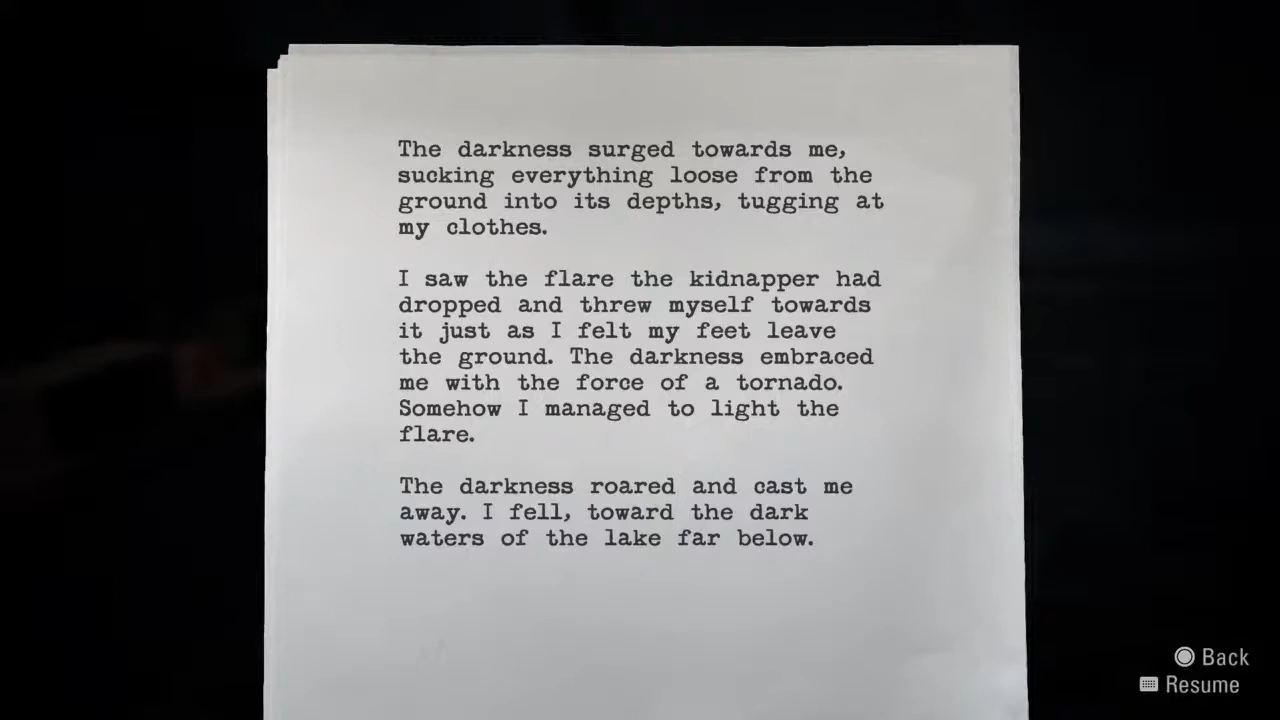 The darkness surged towards me,
sucking everything loose from the
ground into its depths, tugging at
my clothes.
I saw the flare the kidnapper had
dropped and threw myself towards
it just as I felt my feet leave
the ground. The darkness embraced
me with the force of a tornado.
Somehow I managed to light the
flare.
The darkness roared and cast me
away. I fell, toward the dark
waters of the lake far below.
Back
Resume